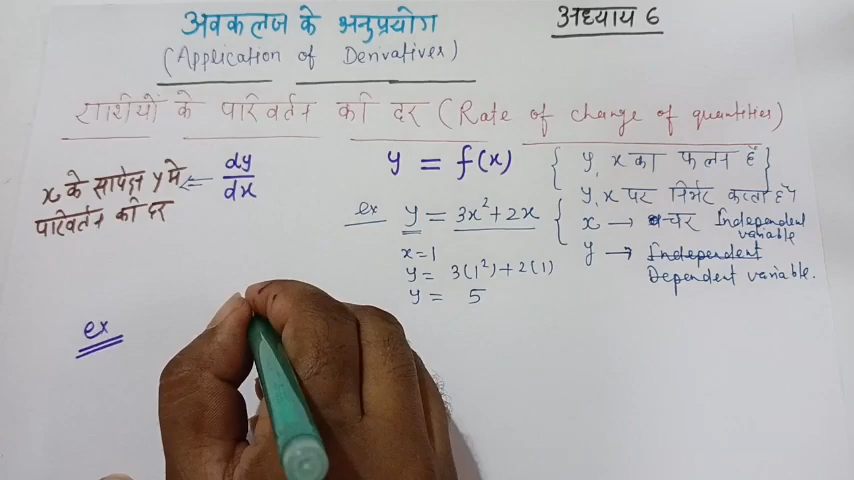 अवकलज के अनुप्रयोग
अध्याय 6
(Application of Derivatives)
राशियों के परिवर्तन की दर (Rate of change of quantities)
x के सापेक्ष y मे
परिवर्तन की दर
⇐ dy/dx
y = f(x)
{ y, x का फलन है }
y, x पर निर्भर करता है
ex y = 3x² + 2x
x → चर Independent
variable
x = 1
y → Independent
y = 3(1²) + 2(1)
Dependent variable.
y = 5
ex